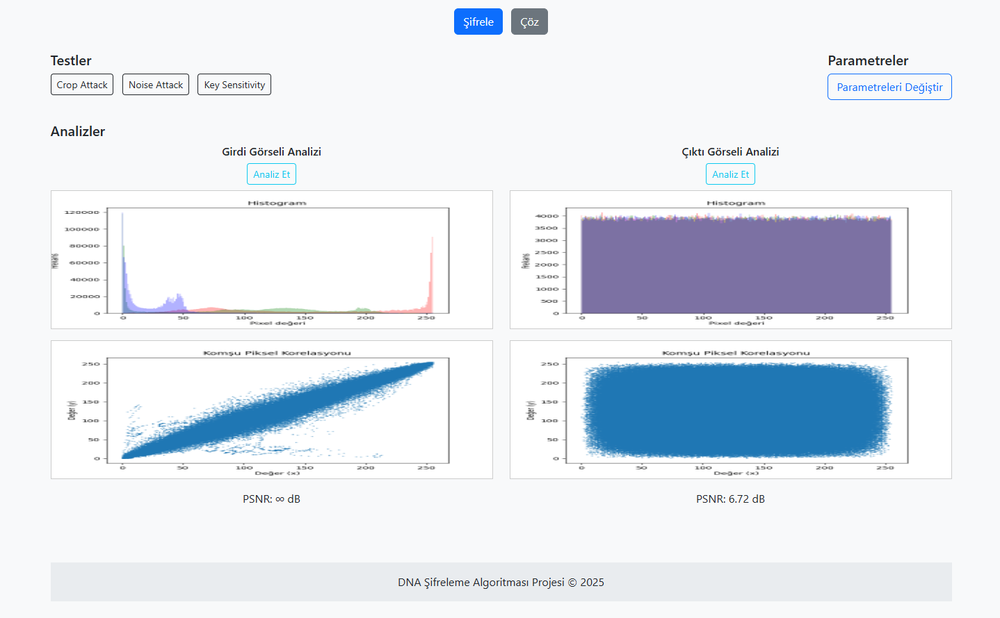 Şifrele Çöz
Testler Parametreler
Crop Attack Noise Attack Key Sensitivity Parametreleri Değiştir
Analizler
Girdi Görseli Analizi Çıktı Görseli Analizi
Analiz Et Analiz Et
Histogram
120000
100000
80000
60000
40000
20000
0
Frekans
0 50 100 150 200 250
Pixel değeri
Histogram
4000
3500
3000
2500
2000
1500
1000
500
0
Frekans
0 50 100 150 200 250
Pixel değeri
Komşu Piksel Korelasyonu
250
200
150
100
50
0
Değer (y)
0 50 100 150 200 250
Değer (x)
Komşu Piksel Korelasyonu
250
200
150
100
50
0
Değer (y)
0 50 100 150 200 250
Değer (x)
PSNR: ∞ dB PSNR: 6.72 dB
DNA Şifreleme Algoritması Projesi © 2025